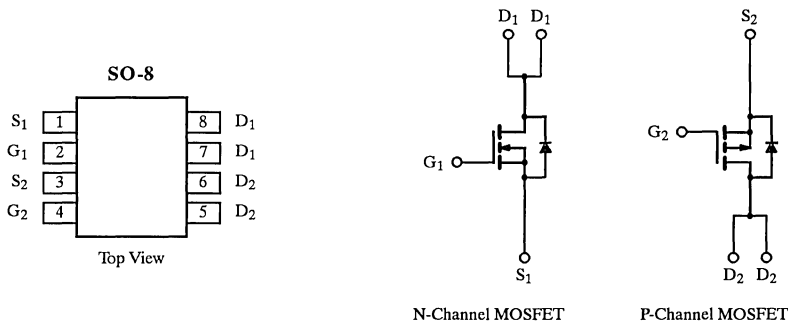 SO-8
S1 1 8 D1
G1 2 7 D1
S2 3 6 D2
G2 4 5 D2
Top View
D1 D1
G1
S1
N-Channel MOSFET
S2
G2
D2 D2
P-Channel MOSFET